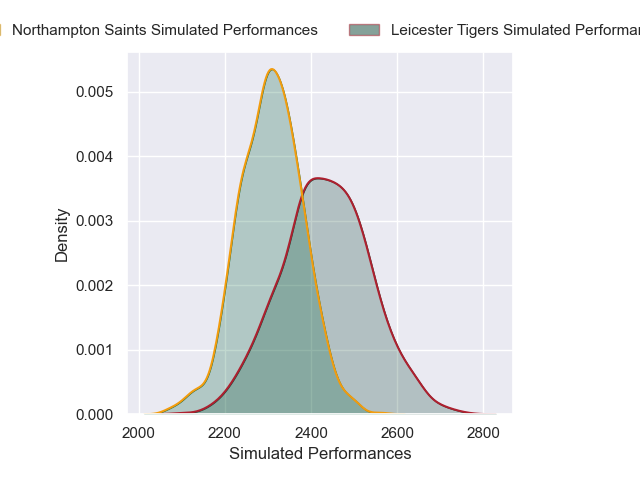 Northampton Saints Simulated Performances
Leicester Tigers Simulated
0.005
0.004
0.003
0.002
0.001
0.000
Density
2000 2200 2400 2600 2800
Simulated Performances